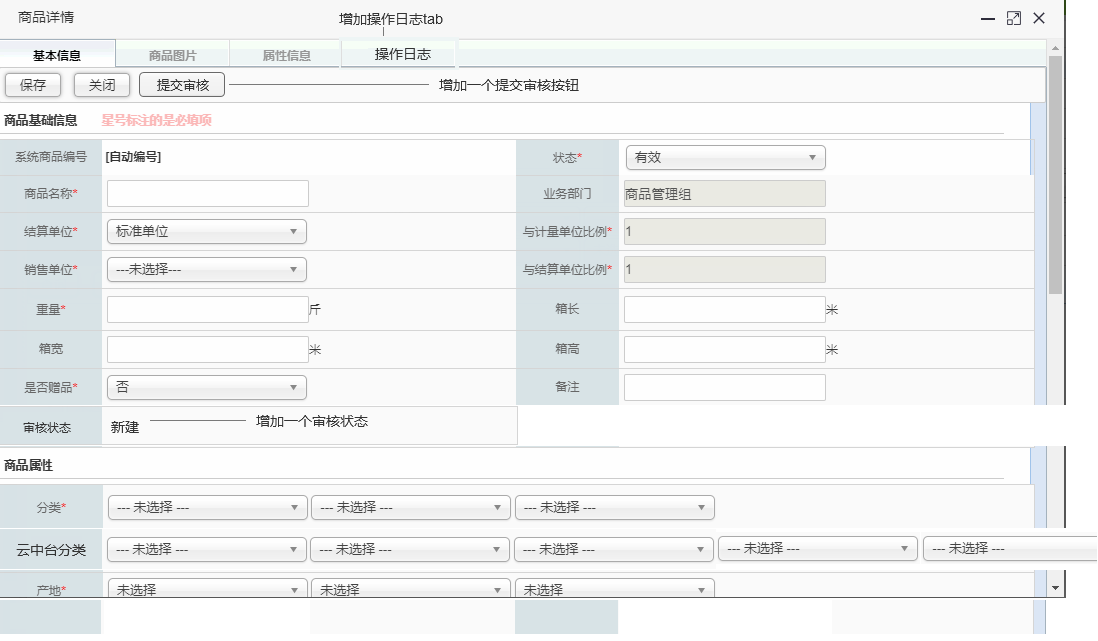 商品详情 增加操作日志tab
基本信息 商品图片 属性信息 操作日志
保存 关闭 提交审核 增加一个提交审核按钮
商品基础信息 星号标注的是必填项
系统商品编号 [自动编号] 状态* 有效
商品名称* 业务部门 商品管理组
结算单位* 标准单位 与计量单位比例* 1
销售单位* ---未选择--- 与结算单位比例* 1
重量* 斤 箱长 米
箱宽 米 箱高 米
是否赠品* 否 备注
审核状态 新建 增加一个审核状态
商品属性
分类* --- 未选择 --- --- 未选择 --- --- 未选择 ---
云中台分类 --- 未选择 --- --- 未选择 --- --- 未选择 --- --- 未选择 --- --- 未选择 ---
产地* 未选择 未选择 未选择